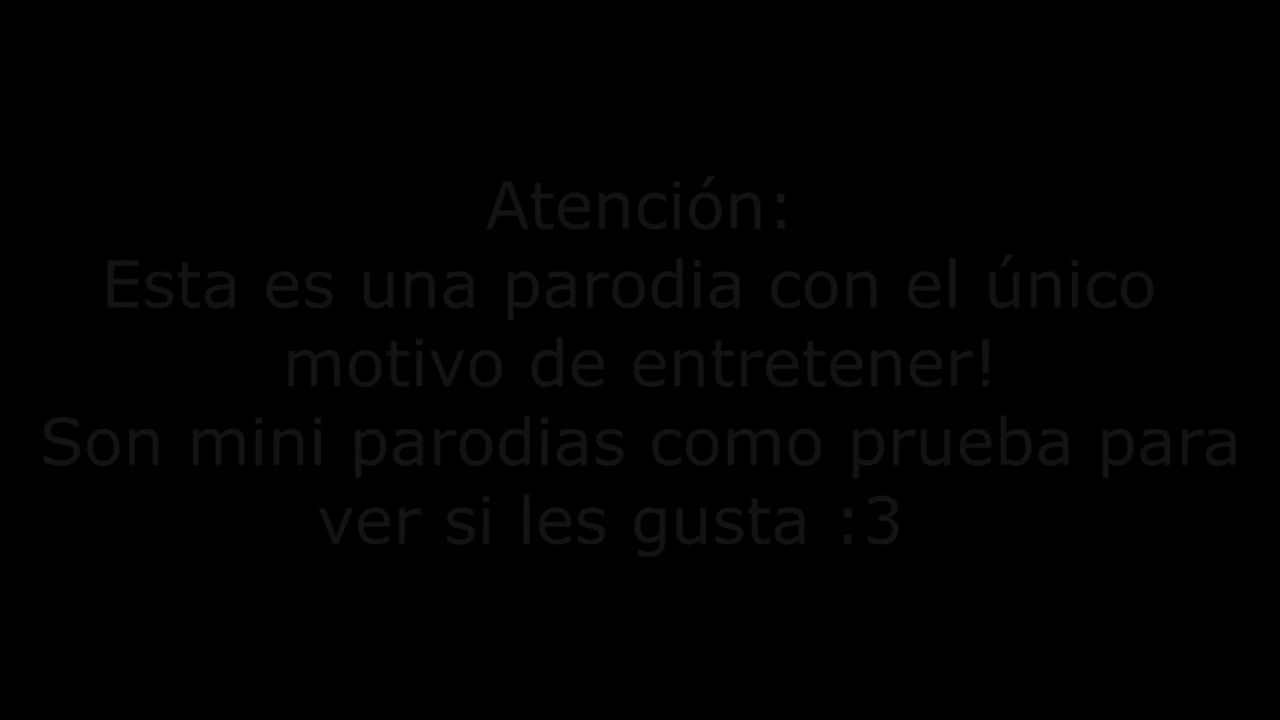 Atención:
Esta es una parodia con el único
motivo de entretener!
Son mini parodias como prueba para
ver si les gusta :3